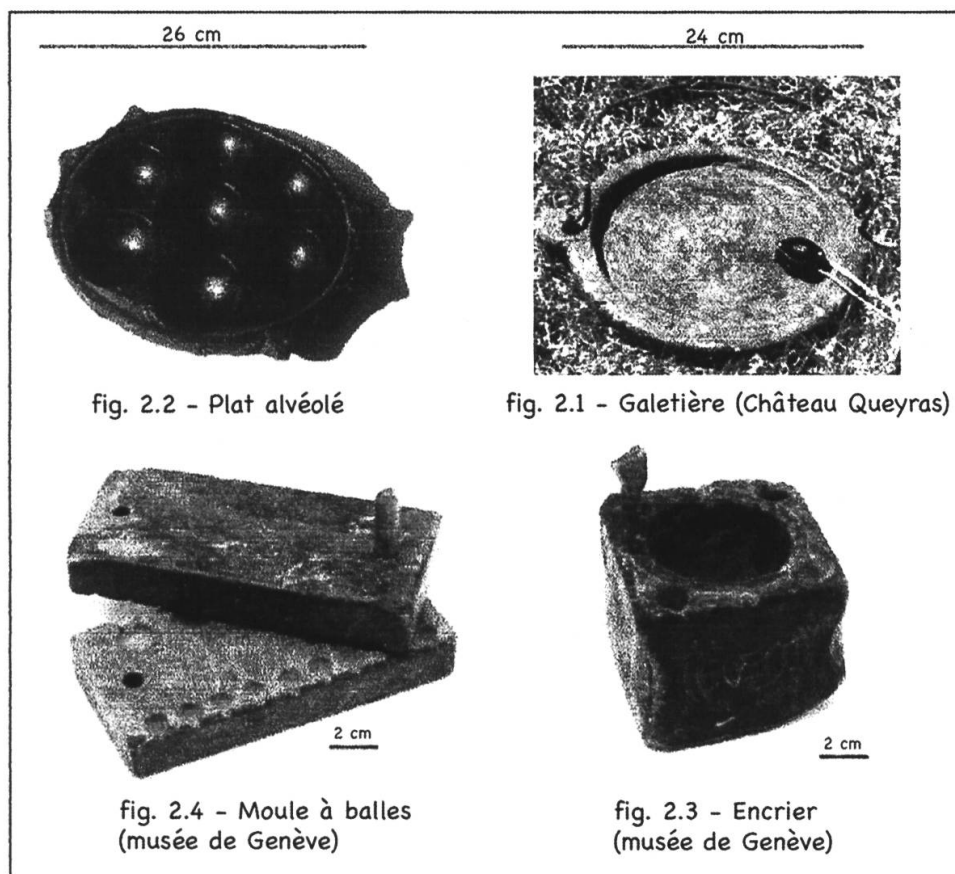 26 cm
24 cm
fig. 2.2 - Plat alvéolé
fig. 2.1 - Galetière (Château Queyras)
2 cm
2 cm
fig. 2.4 - Moule à balles
(musée de Genève)
fig. 2.3 - Encrier
(musée de Genève)